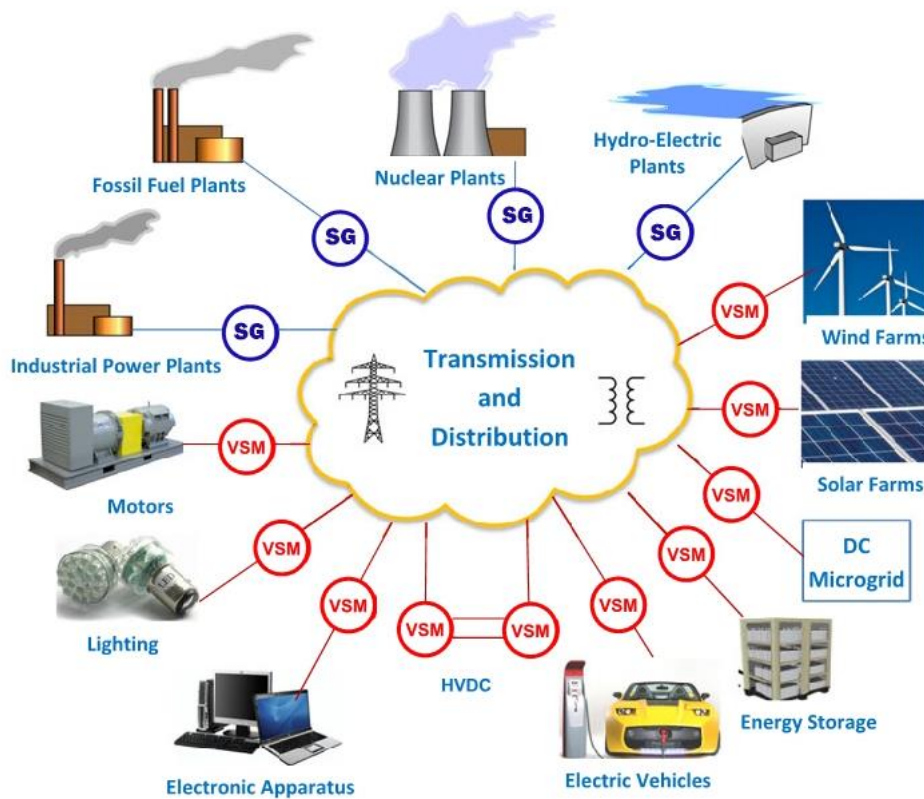 Fossil Fuel Plants
Nuclear Plants
Hydro-Electric
Plants
SG
SG
SG
SG
Industrial Power Plants
Transmission
and
Distribution
VSM
Wind Farms
VSM
Solar Farms
VSM
Motors
VSM
DC
Microgrid
VSM
LED
Lighting
VSM
VSM
VSM
VSM
VSM
HVDC
Energy Storage
Electronic Apparatus
Electric Vehicles